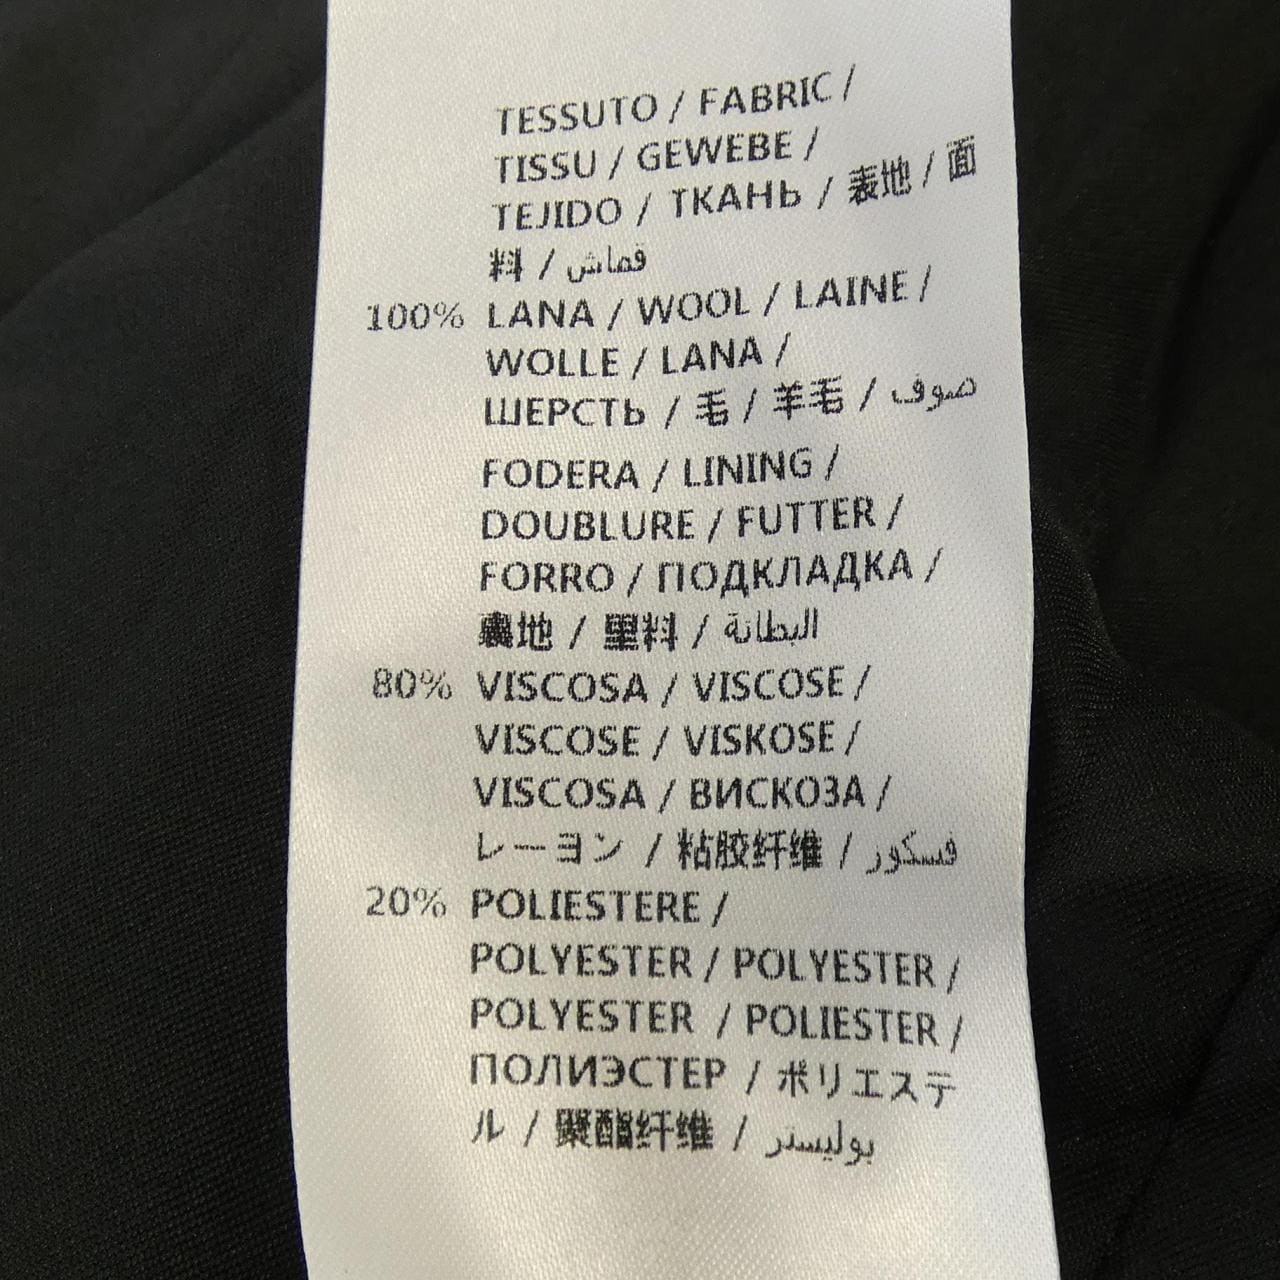 TESSUTO / FABRIC /
TISSU / GEWEBE /
TEJIDO / ТКАНЬ / 表地 / 面
料 / قماش
100% LANA / WOOL / LAINE /
WOLLE / LANA /
ШЕРСТЬ / 毛 / 羊毛 / صوف
FODERA / LINING /
DOUBLURE / FUTTER /
FORRO / ПОДКЛАДКА /
裏地 / 里料 / البطانة
80% VISCOSA / VISCOSE /
VISCOSE / VISKOSE /
VISCOSA / ВИСКОЗА /
レーヨン / 粘胶纤维 / فسكور
20% POLIESTERE /
POLYESTER / POLYESTER /
POLYESTER / POLIESTER /
ПОЛИЭСТЕР / ポリエステ
ル / 聚酯纤维 / بوليستر